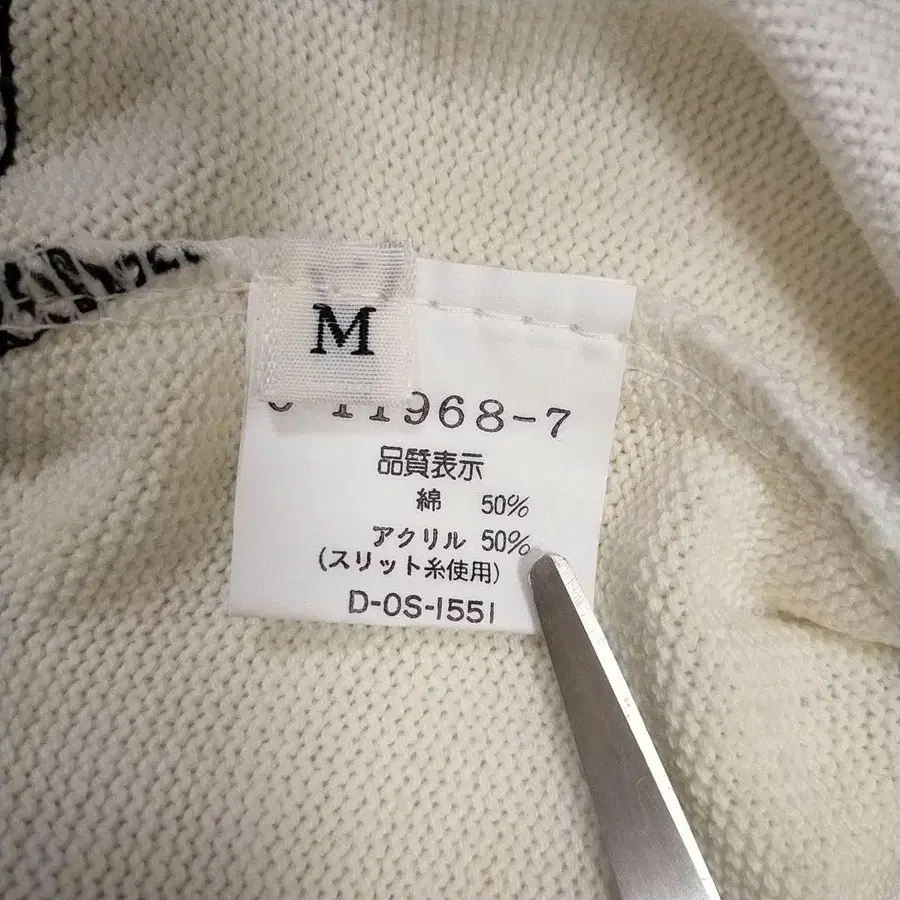 M
11968-7
品質表示
綿 50%
アクリル 50%
(スリット糸使用)
D-OS-1551